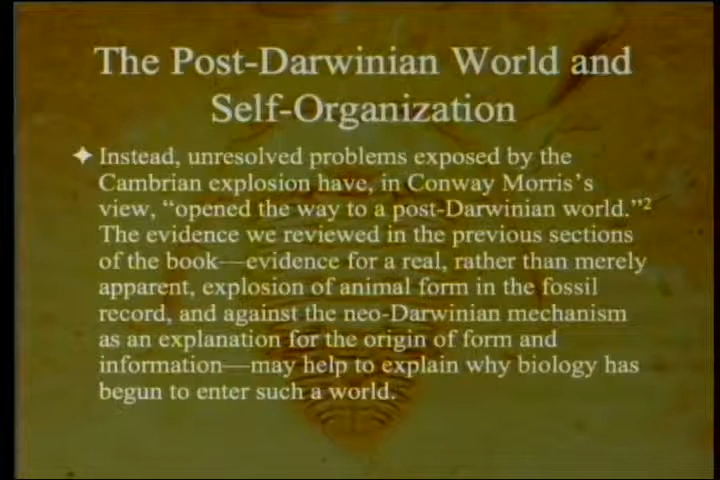 The Post-Darwinian World and
Self-Organization
✦ Instead, unresolved problems exposed by the
Cambrian explosion have, in Conway Morris’s
view, “opened the way to a post-Darwinian world.”²
The evidence we reviewed in the previous sections
of the book—evidence for a real, rather than merely
apparent, explosion of animal form in the fossil
record, and against the neo-Darwinian mechanism
as an explanation for the origin of form and
information—may help to explain why biology has
begun to enter such a world.